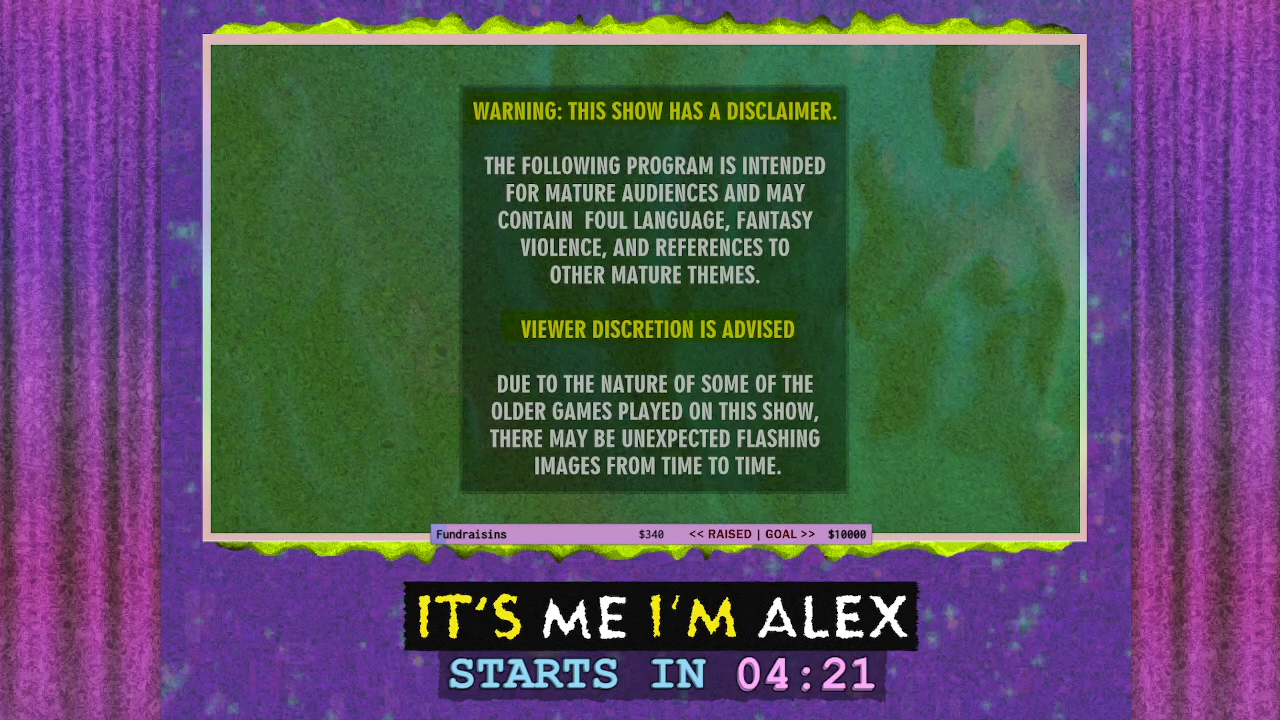 WARNING: THIS SHOW HAS A DISCLAIMER.
THE FOLLOWING PROGRAM IS INTENDED
FOR MATURE AUDIENCES AND MAY
CONTAIN FOUL LANGUAGE, FANTASY
VIOLENCE, AND REFERENCES TO
OTHER MATURE THEMES.
VIEWER DISCRETION IS ADVISED
DUE TO THE NATURE OF SOME OF THE
OLDER GAMES PLAYED ON THIS SHOW,
THERE MAY BE UNEXPECTED FLASHING
IMAGES FROM TIME TO TIME.
Fundraisins $340 << RAISED | GOAL >> $10000
IT'S ME I'M ALEX
STARTS IN 04:21